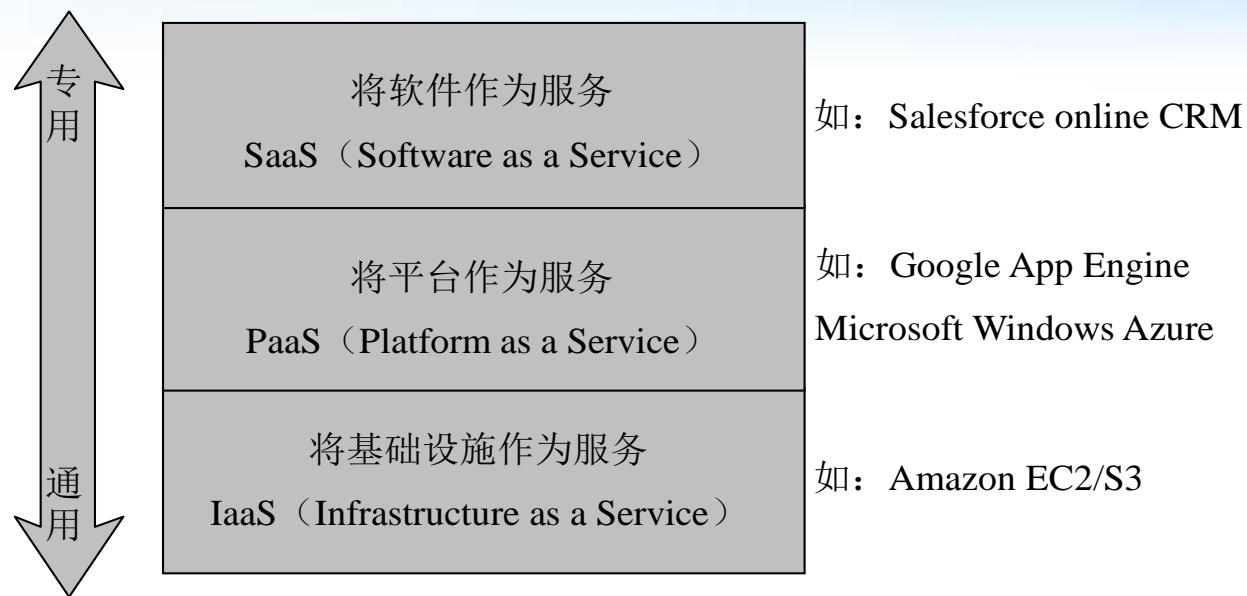 专
用
将软件作为服务
SaaS（Software as a Service）
如：Salesforce online CRM
将平台作为服务
PaaS（Platform as a Service）
如：Google App Engine
Microsoft Windows Azure
将基础设施作为服务
IaaS（Infrastructure as a Service）
如：Amazon EC2/S3
通
用